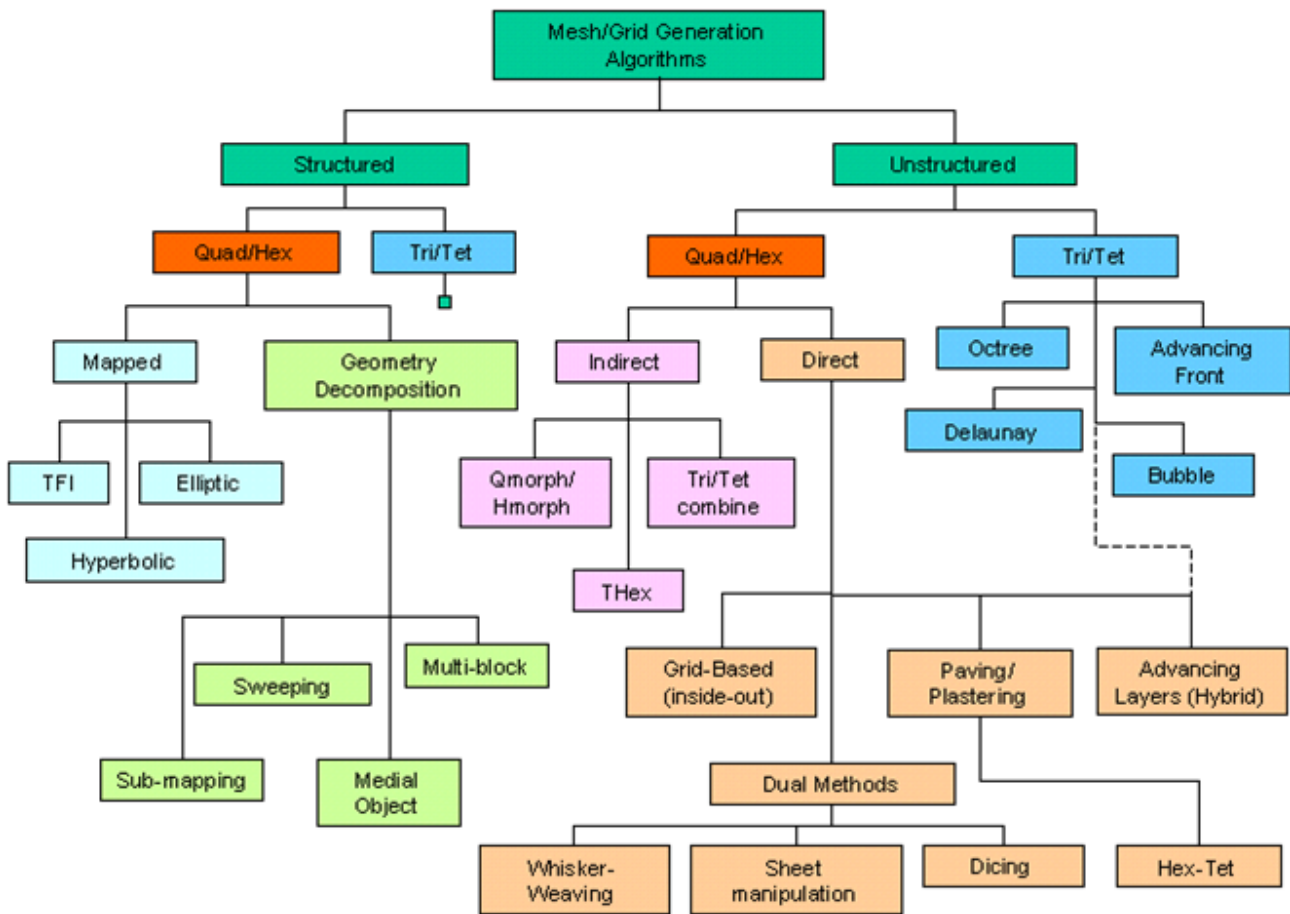 Mesh/Grid Generation
Algorithms
Structured
Unstructured
Quad/Hex
Tri/Tet
Quad/Hex
Tri/Tet
Mapped
Geometry
Decomposition
Indirect
Direct
Octree
Advancing
Front
Delaunay
Bubble
TFI
Elliptic
Hyperbolic
Qmorph/
Hmorph
Tri/Tet
combine
THex
Sub-mapping
Sweeping
Medial
Object
Multi-block
Grid-Based
(inside-out)
Paving/
Plastering
Advancing
Layers (Hybrid)
Dual Methods
Whisker-
Weaving
Sheet
manipulation
Dicing
Hex-Tet